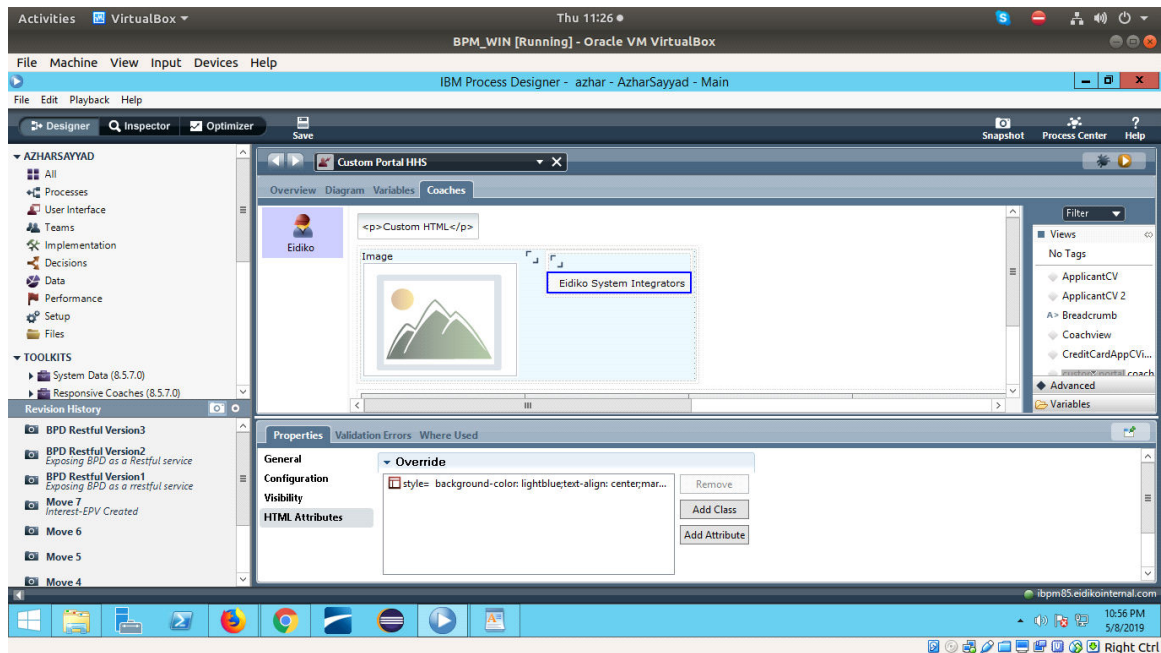 Activities VirtualBox Thu 11:26
BPM_WIN [Running] - Oracle VM VirtualBox
File Machine View Input Devices Help
IBM Process Designer - azhar - AzharSayyad - Main
File Edit Playback Help
Designer Inspector Optimizer Save Snapshot Process Center Help
AZHARSAYYAD
All
Processes
User Interface
Teams
Implementation
Decisions
Data
Performance
Setup
Files
TOOLKITS
System Data (8.5.7.0)
Responsive Coaches (8.5.7.0)
Revision History
BPD Restful Version3
BPD Restful Version2
Exposing BPD as a Restful service
BPD Restful Version1
Exposing BPD as a rrestful service
Move 7
Interest-EPV Created
Move 6
Move 5
Move 4
Custom Portal HHS
Overview Diagram Variables Coaches
Eidiko
<p>Custom HTML</p>
Image
Eidiko System Integrators
Filter
Views
No Tags
ApplicantCV
ApplicantCV 2
A> Breadcrumb
Coachview
CreditCardAppCVi...
custom portal coach
Advanced
Variables
Properties Validation Errors Where Used
General
Configuration
Visibility
HTML Attributes
Override
style= background-color: lightblue;text-align: center;mar...
Remove
Add Class
Add Attribute
ibpm85.eidikointernal.com
10:56 PM
5/8/2019
Right Ctrl